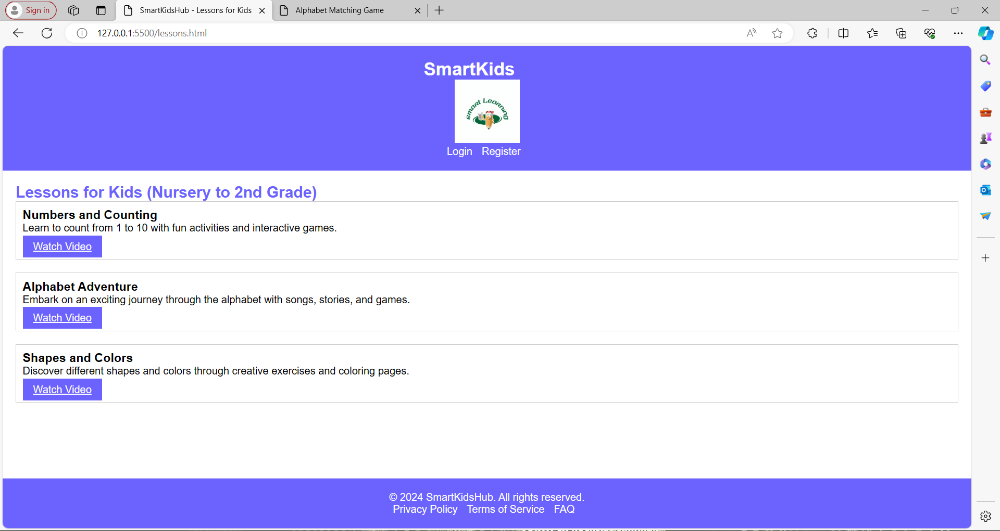 Sign in
SmartKidsHub - Lessons for Kids
Alphabet Matching Game
127.0.0.1:5500/lessons.html
SmartKids
Smart Learning
Login Register
Lessons for Kids (Nursery to 2nd Grade)
Numbers and Counting
Learn to count from 1 to 10 with fun activities and interactive games.
Watch Video
Alphabet Adventure
Embark on an exciting journey through the alphabet with songs, stories, and games.
Watch Video
Shapes and Colors
Discover different shapes and colors through creative exercises and coloring pages.
Watch Video
© 2024 SmartKidsHub. All rights reserved.
Privacy Policy Terms of Service FAQ